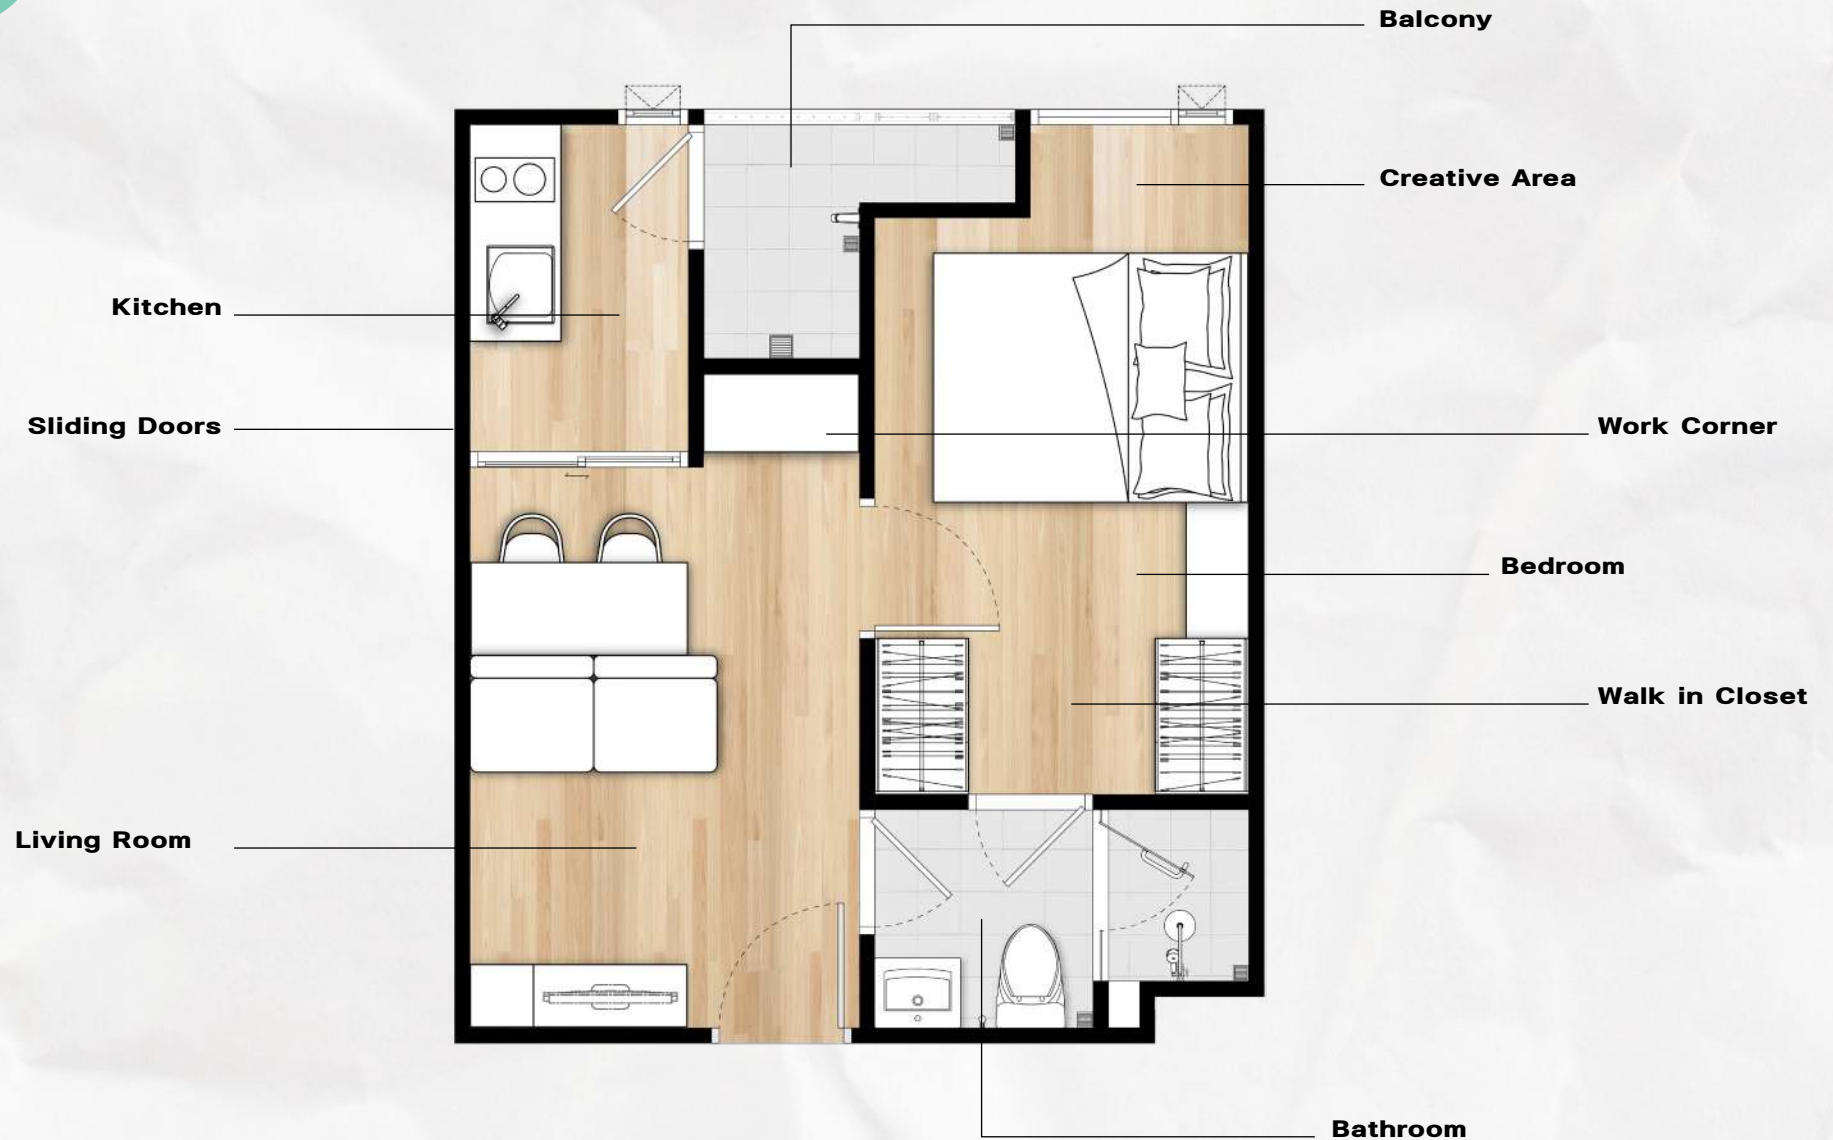 Balcony
Creative Area
Kitchen
Sliding Doors
Work Corner
Bedroom
Walk in Closet
Living Room
Bathroom